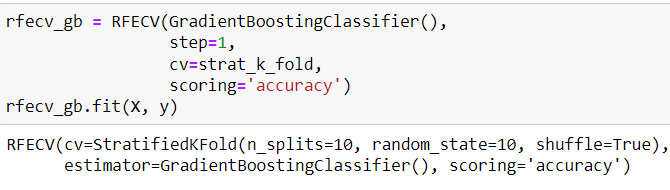 rfecv_gb = RFECV(GradientBoostingClassifier(),
step=1,
cv=strat_k_fold,
scoring='accuracy')
rfecv_gb.fit(X, y)
RFECV(cv=StratifiedKFold(n_splits=10, random_state=10, shuffle=True),
estimator=GradientBoostingClassifier(), scoring='accuracy')